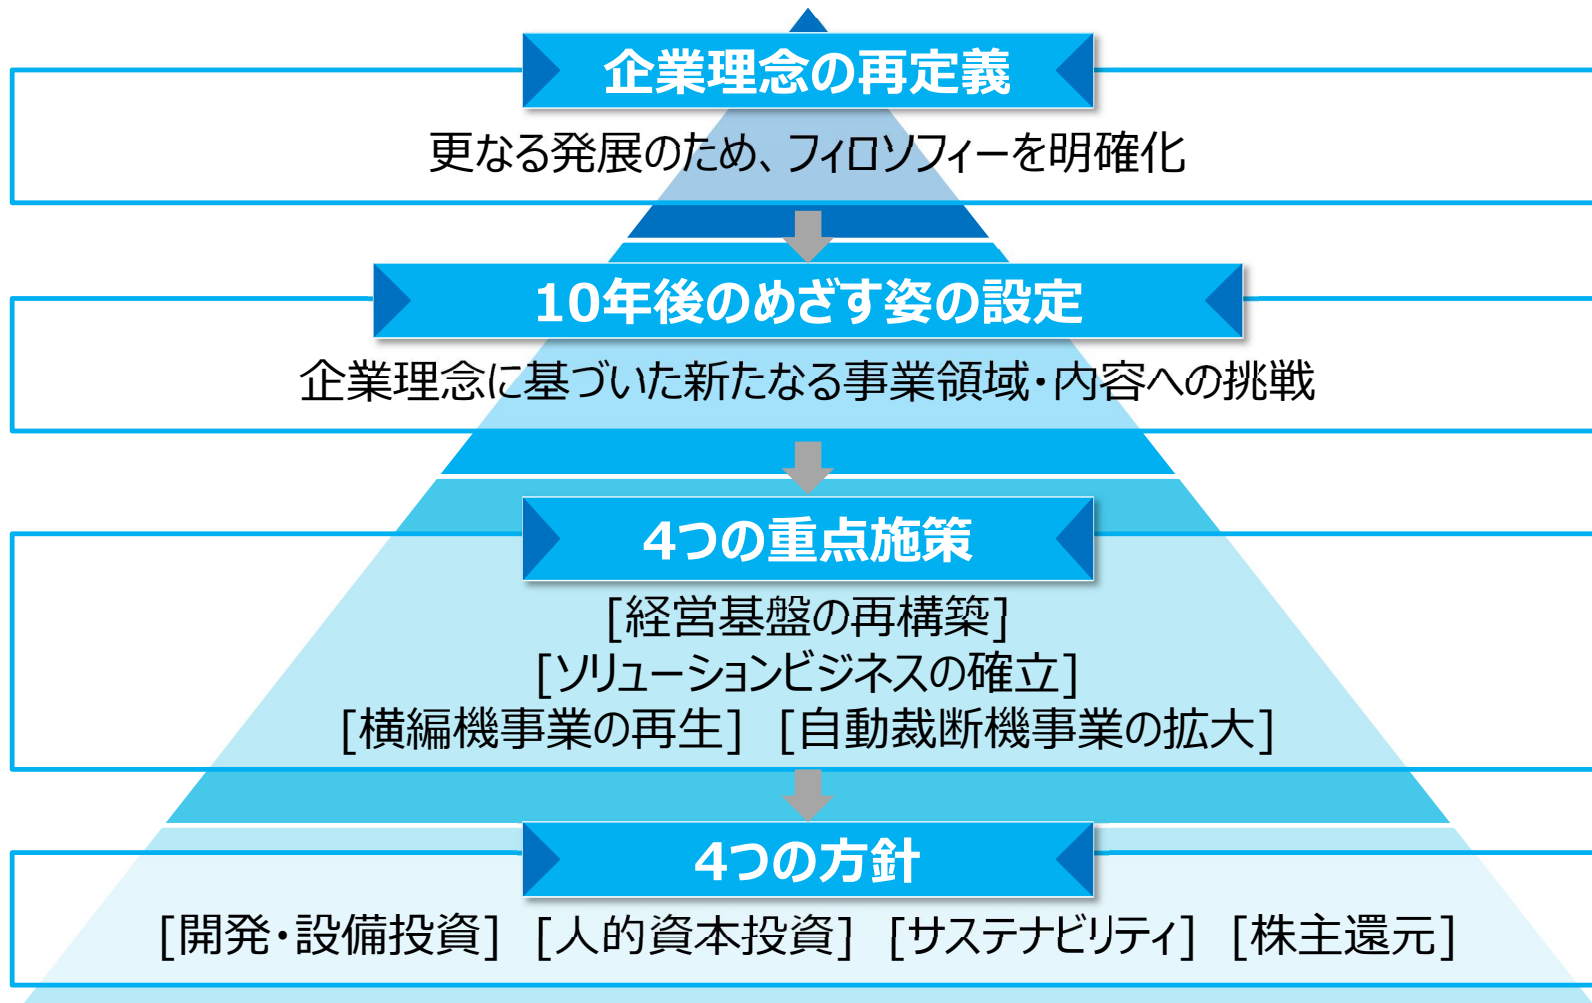 企業理念の再定義
更なる発展のため、フィロソフィーを明確化
10年後のめざす姿の設定
企業理念に基づいた新たなる事業領域・内容への挑戦
4つの重点施策
[経営基盤の再構築]
[ソリューションビジネスの確立]
[横編機事業の再生] [自動裁断機事業の拡大]
4つの方針
[開発・設備投資] [人的資本投資] [サステナビリティ] [株主還元]